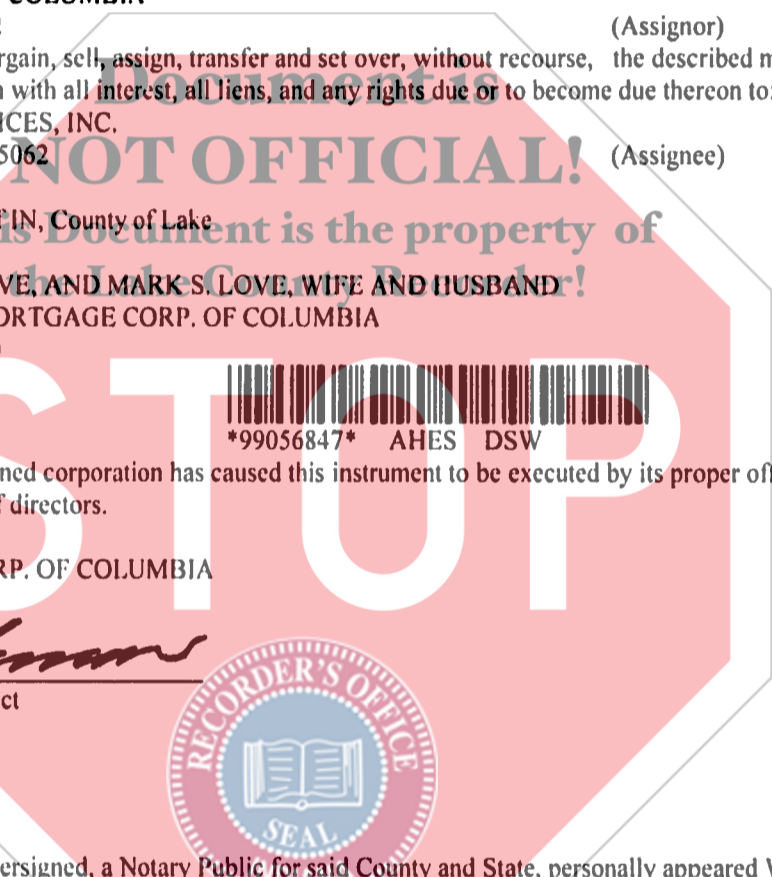 COLUMBIA
(Assignor)
rgain, sell, assign, transfer and set over, without recourse, the described m
with all interest, all liens, and any rights due or to become due thereon to:
ICES, INC.
5062
(Assignee)
Document is
NOT OFFICIAL!
is Document is the property of
the Lake County Recorder!
IN, County of Lake
VE, AND MARK S. LOVE, WIFE AND HUSBAND
ORTGAGE CORP. OF COLUMBIA
STOP
*99056847* AHES DSW
ned corporation has caused this instrument to be executed by its proper of
f directors.
RP. OF COLUMBIA
ct
RECORDER'S OFFICE
SEAL
ersigned, a Notary Public for said County and State, personally appeared